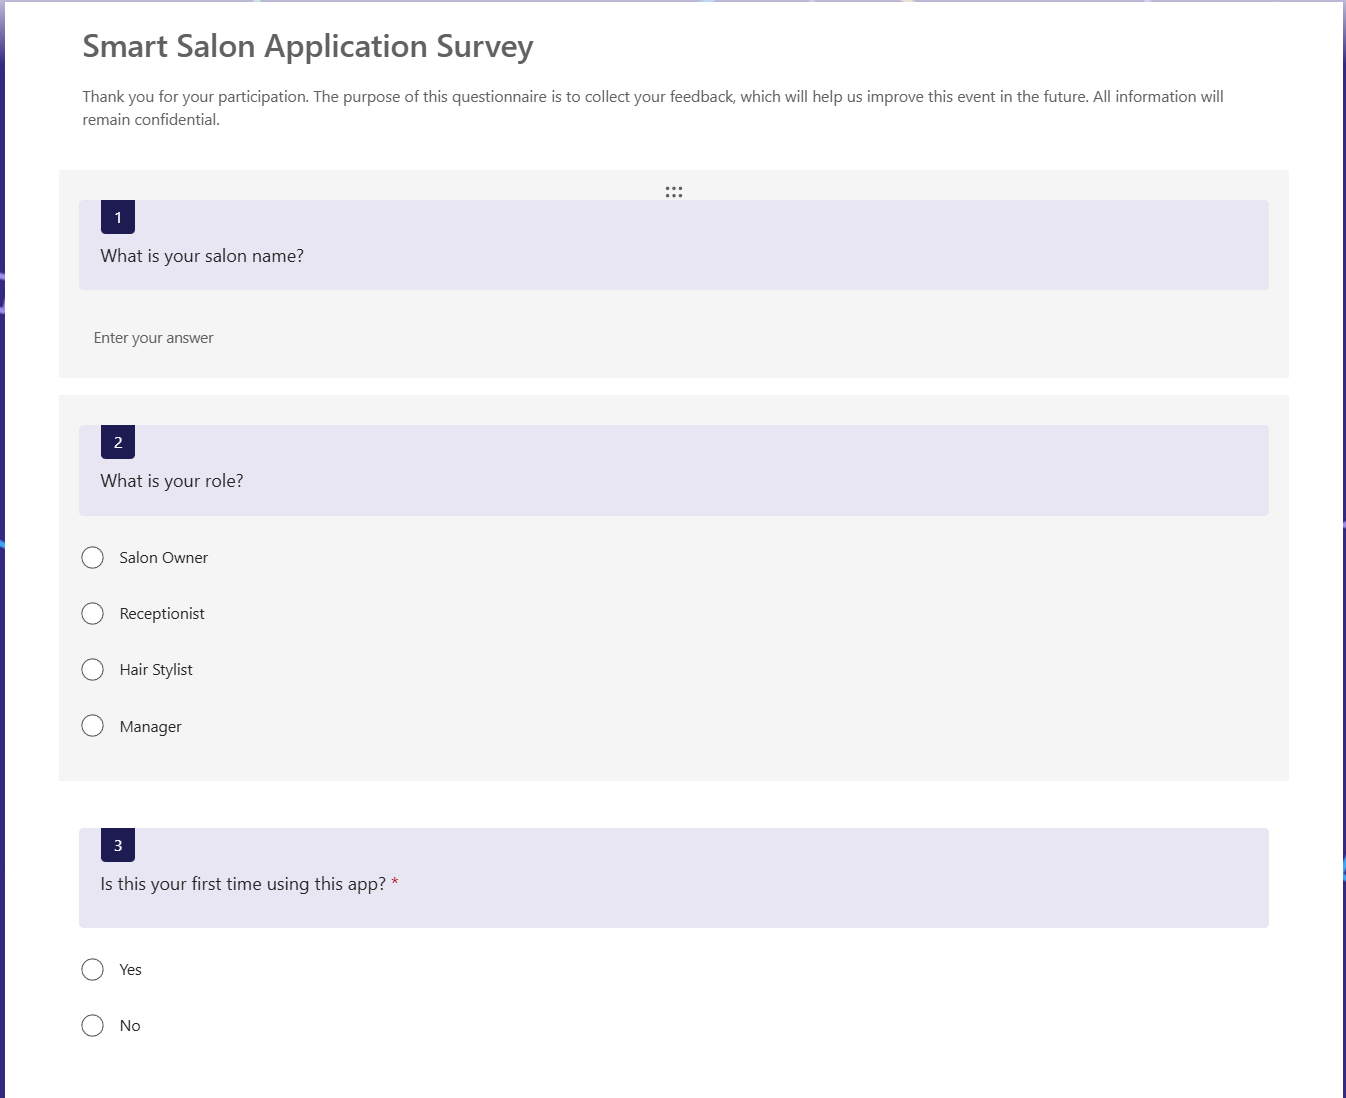 Smart Salon Application Survey
Thank you for your participation. The purpose of this questionnaire is to collect your feedback, which will help us improve this event in the future. All information will
remain confidential.
1
What is your salon name?
Enter your answer
2
What is your role?
Salon Owner
Receptionist
Hair Stylist
Manager
3
Is this your first time using this app? *
Yes
No